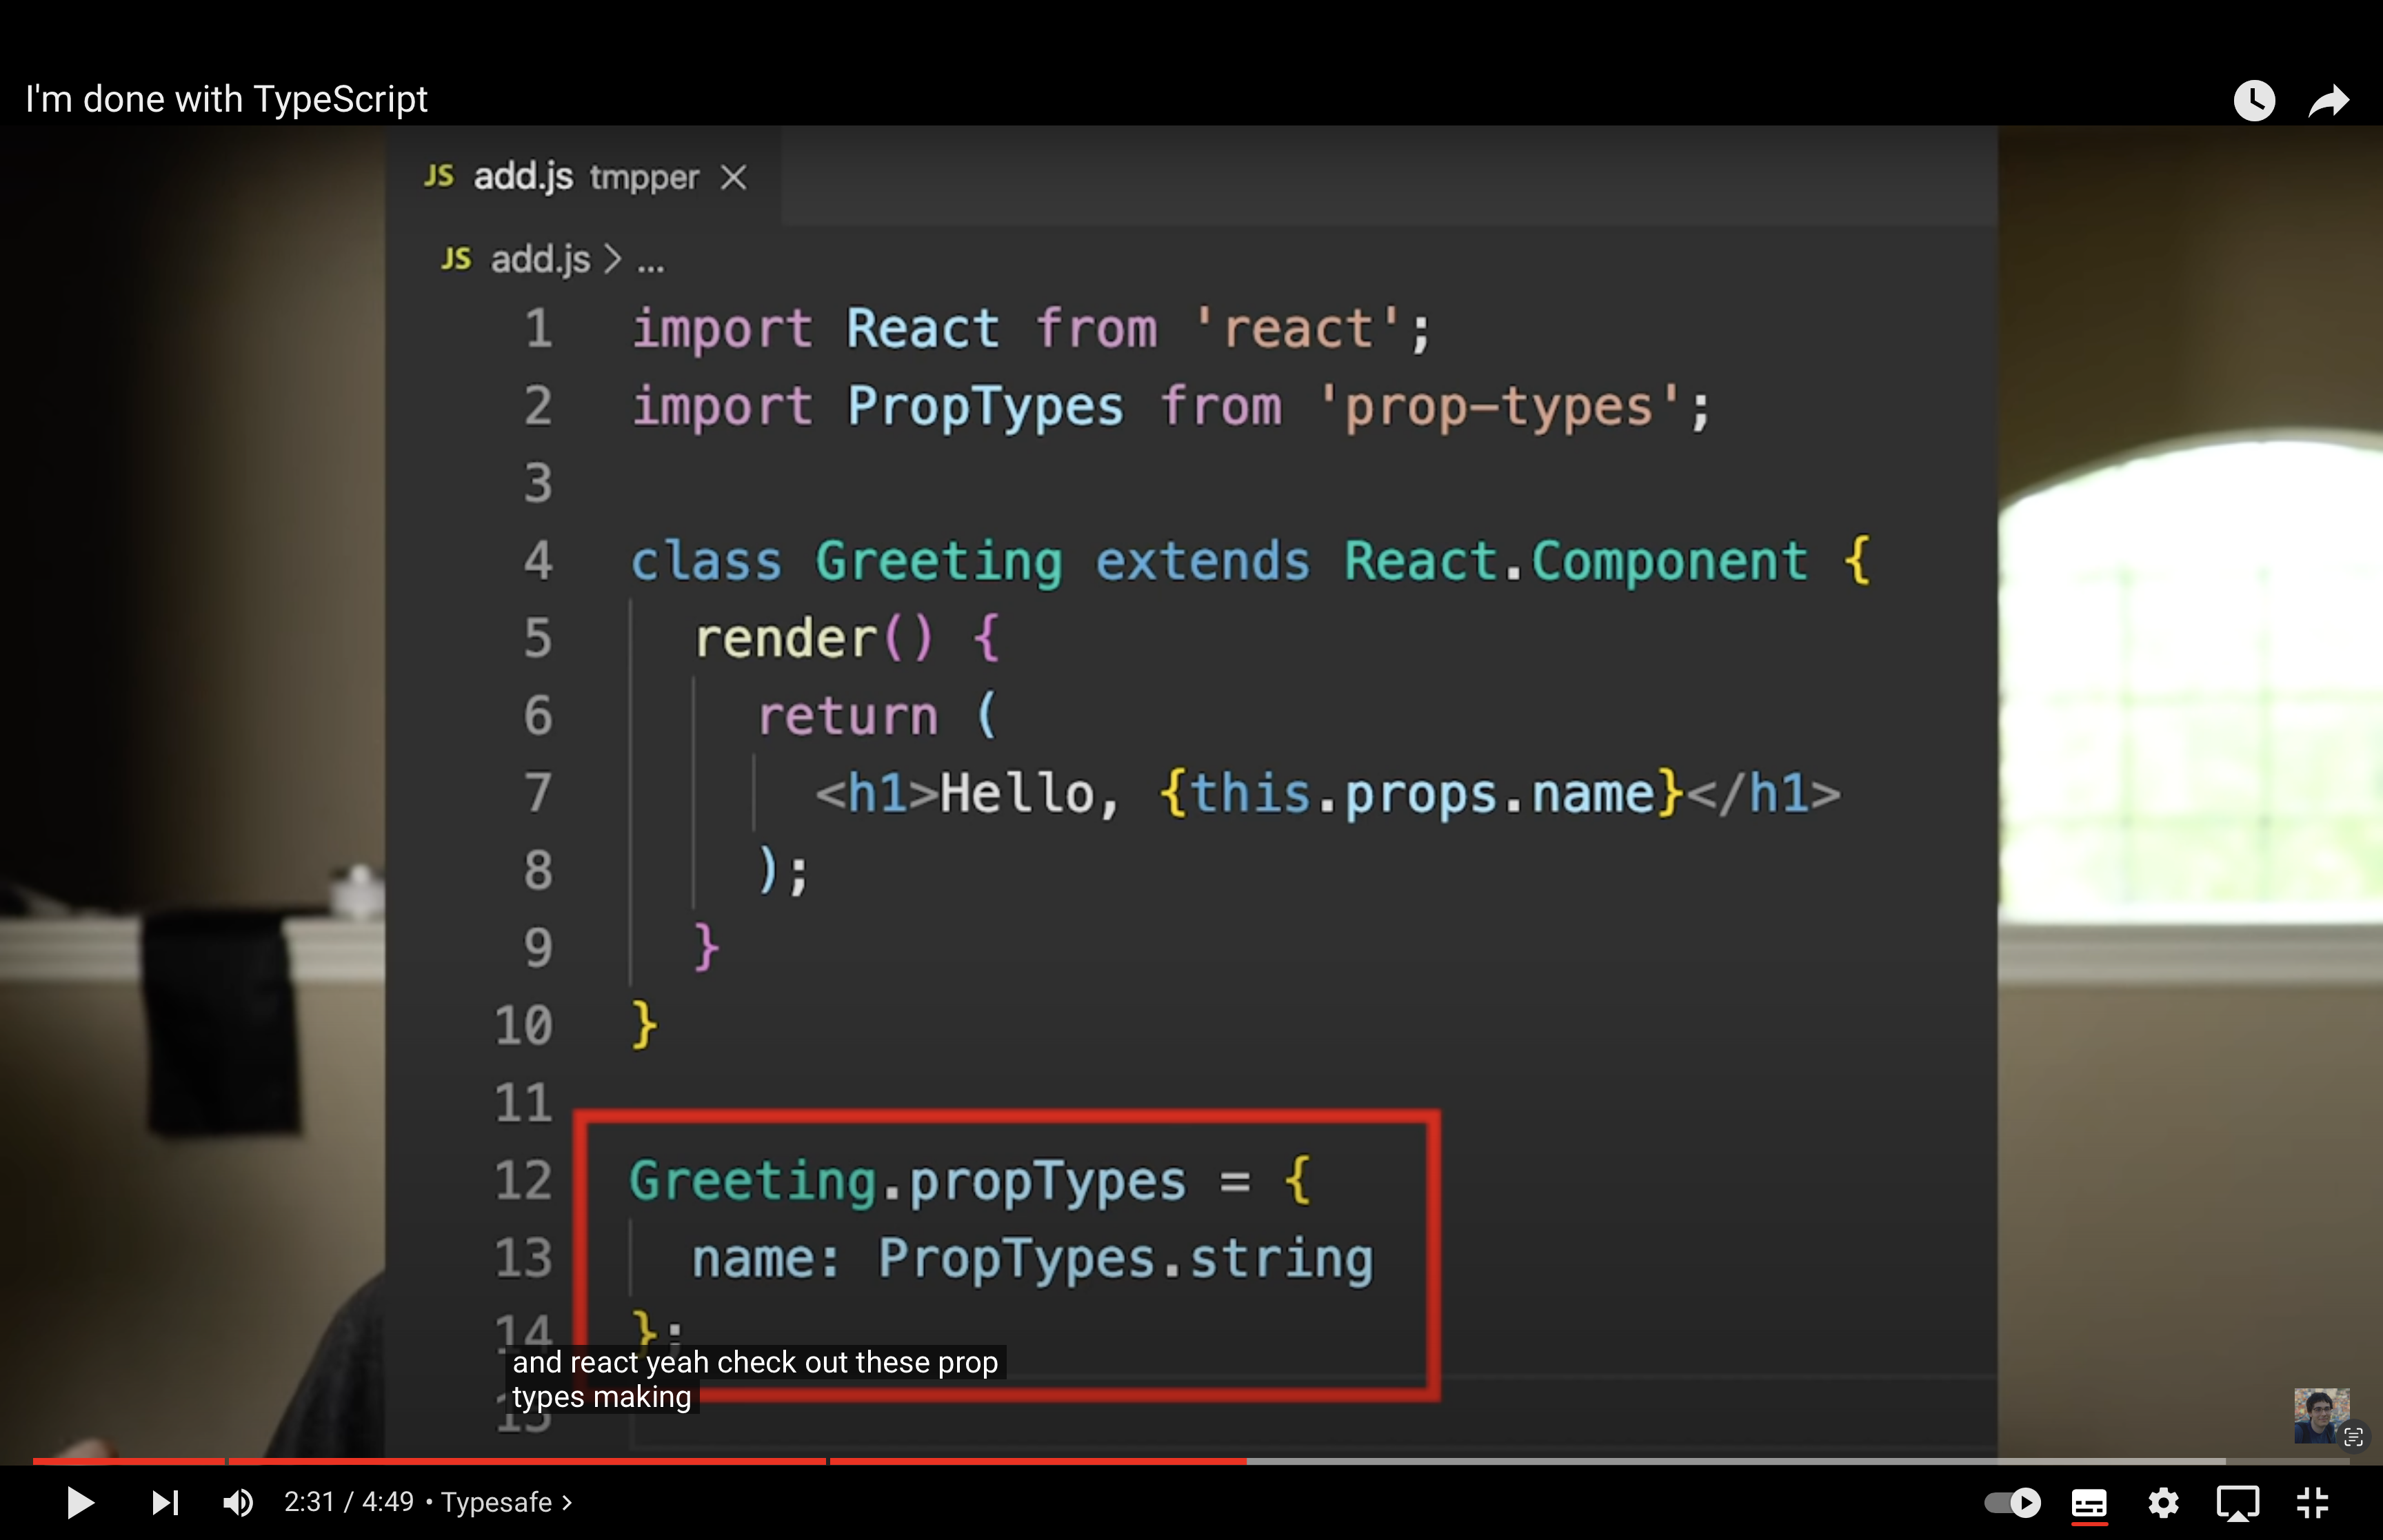 I'm done with TypeScript
JS add.js tmpper
JS add.js > ...
1 import React from 'react';
2 import PropTypes from 'prop-types';
3
4 class Greeting extends React.Component {
5 render() {
6 return (
7 <h1>Hello, {this.props.name}</h1>
8 );
9 }
10 }
11
12 Greeting.propTypes = {
13 name: PropTypes.string
14 };
15
and react yeah check out these prop
types making
2:31 / 4:49 • Typesafe >